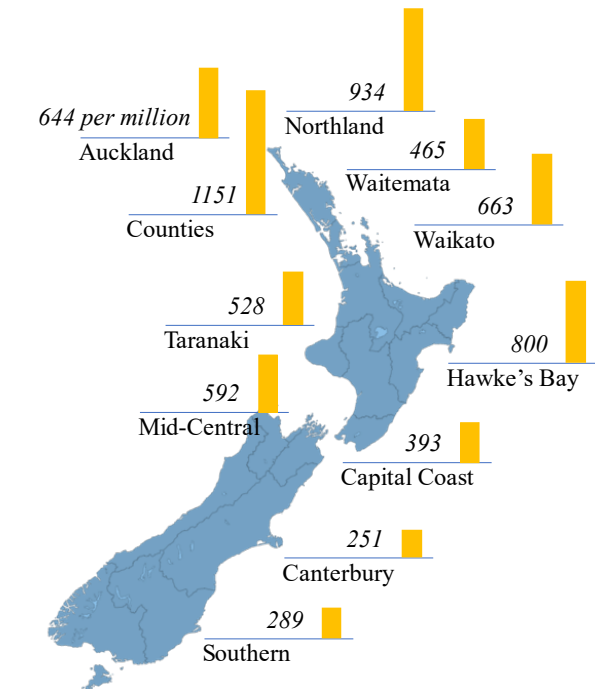 934
Northland
644 per million
Auckland
465
Waitemata
1151
Counties
663
Waikato
528
Taranaki
800
Hawke's Bay
592
Mid-Central
393
Capital Coast
251
Canterbury
289
Southern